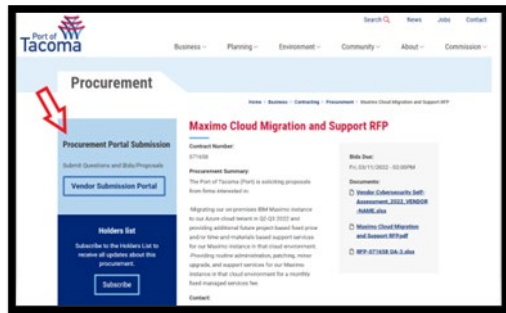 Search News Jobs Contact
Port of
Tacoma
Business Planning Environment Community About Commission
Procurement
Home Business Contracting Procurement Maximo Cloud Migration and Support RFP
Maximo Cloud Migration and Support RFP
Procurement Portal Submission
Submit Questions and Bids/Proposals
Vendor Submission Portal
Holders list
Subscribe to the Holders List to
receive all updates about this
procurement.
Subscribe
Contract Number:
071658
Procurement Summary:
The Port of Tacoma (Port) is soliciting proposals
from firms interested in:
-Migrating our on-premises IBM Maximo instance
to our Azure cloud tenant in Q2-Q3 2022 and
providing additional future project-based fixed price
and/or time and materials based support services
for our Maximo instance in that cloud environment.
-Providing routine administration, patching, minor
upgrade, and support services for our Maximo
instance in that cloud environment for a monthly
fixed managed services fee.
Contact:
Bids Due:
Fri, 03/11/2022 - 03:00PM
Documents:
Vendor Cybersecurity Self-
Assessment_2022_VENDOR
-NAME.xlsx
Maximo Cloud Migration
and Support RFP.pdf
RFP-071658 DA-3.xlsx